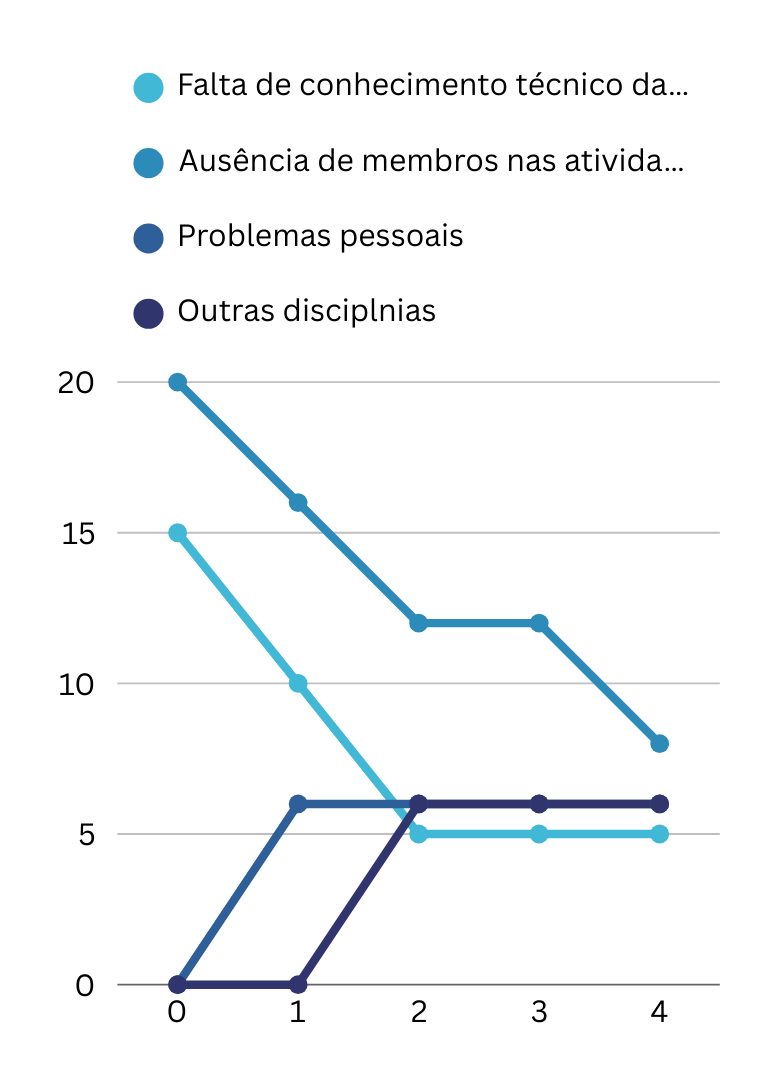 Falta de conhecimento técnico da...
Ausência de membros nas ativida...
Problemas pessoais
Outras disciplnias
20
15
10
5
0
0 1 2 3 4